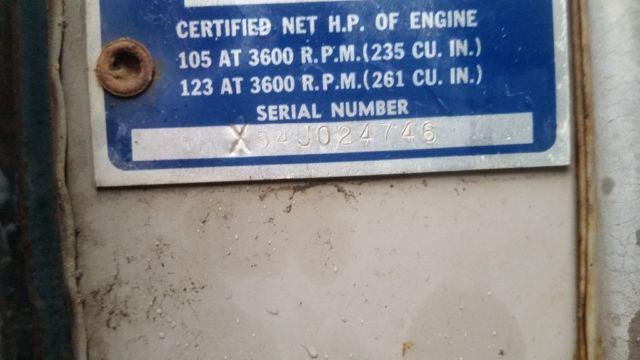 CERTIFIED NET H.P. OF ENGINE
105 AT 3600 R.P.M.(235 CU. IN.)
123 AT 3600 R.P.M.(261 CU. IN.)
SERIAL NUMBER
X54J024746